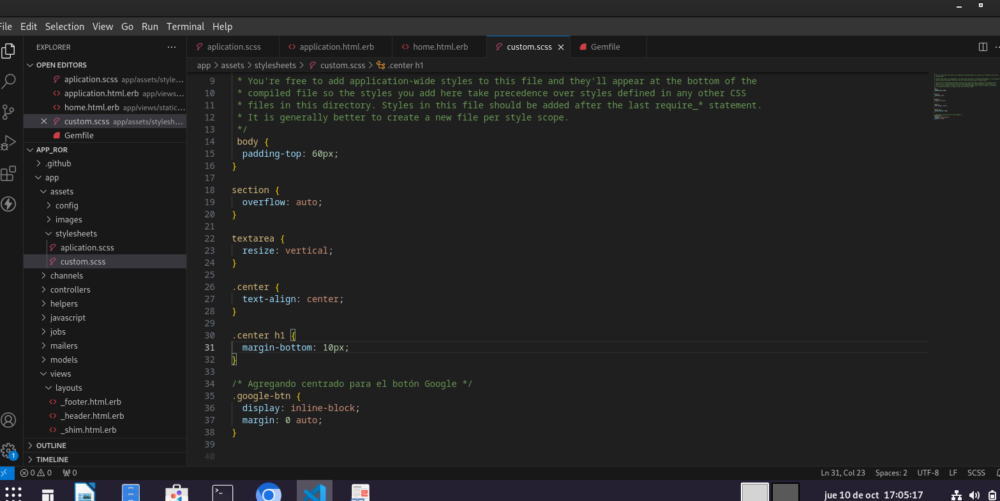 File Edit Selection View Go Run Terminal Help
EXPLORER ···
aplication.scss application.html.erb home.html.erb custom.scss Gemfile
app > assets > stylesheets > custom.scss > .center h1
OPEN EDITORS
aplication.scss app/assets/style...
application.html.erb app/views...
home.html.erb app/views/static...
custom.scss app/assets/stylesh...
Gemfile
APP_ROR
.github
app
assets
config
images
stylesheets
aplication.scss
custom.scss
channels
controllers
helpers
javascript
jobs
mailers
models
views
layouts
_footer.html.erb
_header.html.erb
_shim.html.erb
OUTLINE
TIMELINE
9 * You're free to add application-wide styles to this file and they'll appear at the bottom of the
10 * compiled file so the styles you add here take precedence over styles defined in any other CSS
11 * files in this directory. Styles in this file should be added after the last require_* statement.
12 * It is generally better to create a new file per style scope.
13 */
14 body {
15 padding-top: 60px;
16 }
17
18 section {
19 overflow: auto;
20 }
21
22 textarea {
23 resize: vertical;
24 }
25
26 .center {
27 text-align: center;
28 }
29
30 .center h1 {
31 margin-bottom: 10px;
32 }
33
34 /* Agregando centrado para el botón Google */
35 .google-btn {
36 display: inline-block;
37 margin: 0 auto;
38 }
39
40
1
0 0 0
Ln 31, Col 23 Spaces: 2 UTF-8 LF SCSS
jue 10 de oct 17:05:17